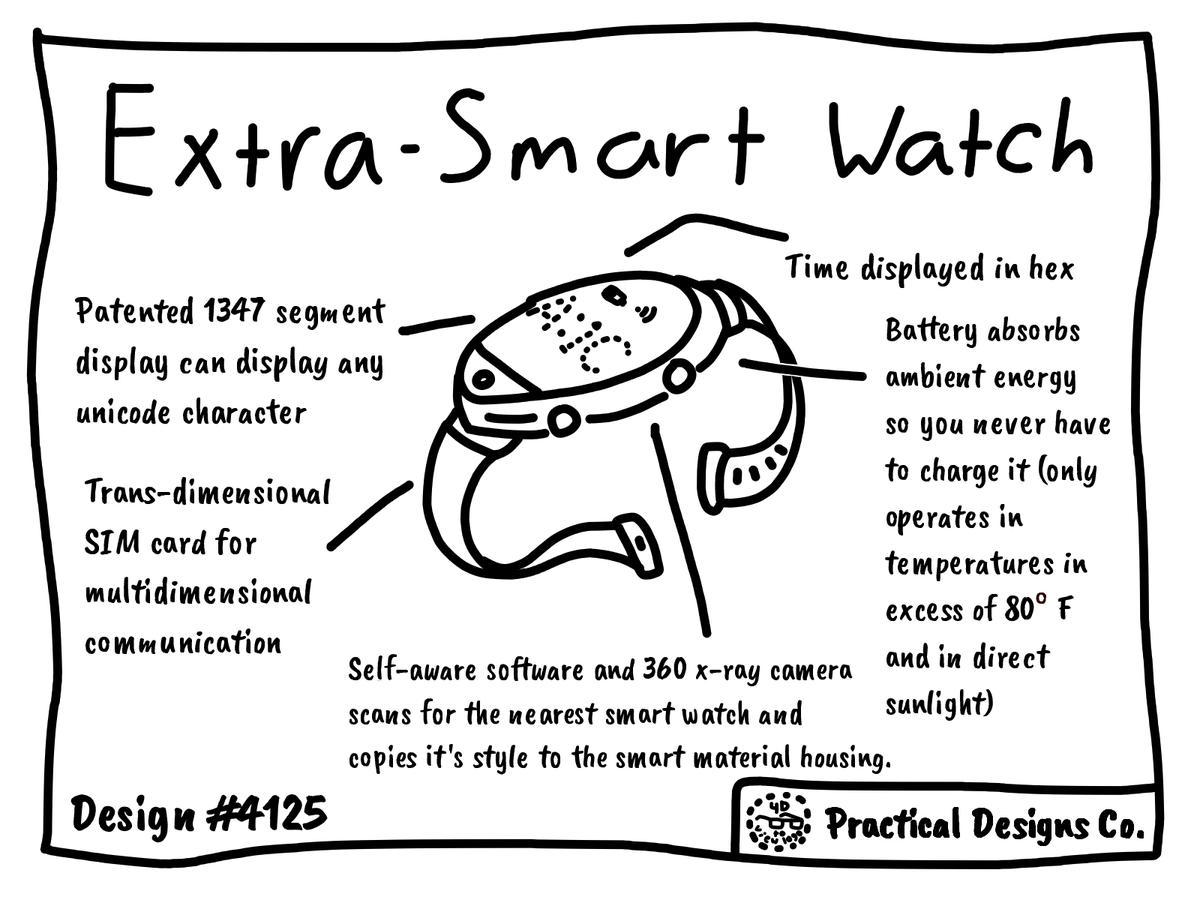 Extra-Smart Watch
Time displayed in hex
Patented 1347 segment
display can display any
unicode character
Battery absorbs
ambient energy
so you never have
to charge it (only
operates in
temperatures in
excess of 80° F
and in direct
sunlight)
Trans-dimensional
SIM card for
multidimensional
communication
Self-aware software and 360 x-ray camera
scans for the nearest smart watch and
copies it's style to the smart material housing.
Design #4125
4D
Practical Designs Co.